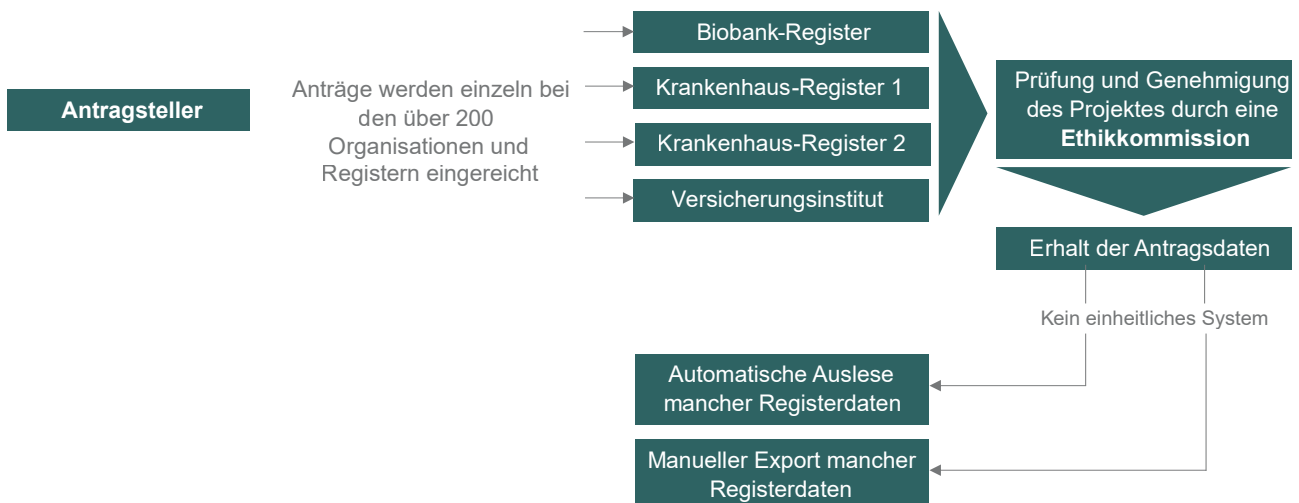 Antragsteller
Anträge werden einzeln bei
den über 200
Organisationen und
Registern eingereicht
Biobank-Register
Krankenhaus-Register 1
Krankenhaus-Register 2
Versicherungsinstitut
Prüfung und Genehmigung
des Projektes durch eine
Ethikkommission
Erhalt der Antragsdaten
Kein einheitliches System
Automatische Auslese
mancher Registerdaten
Manueller Export mancher
Registerdaten